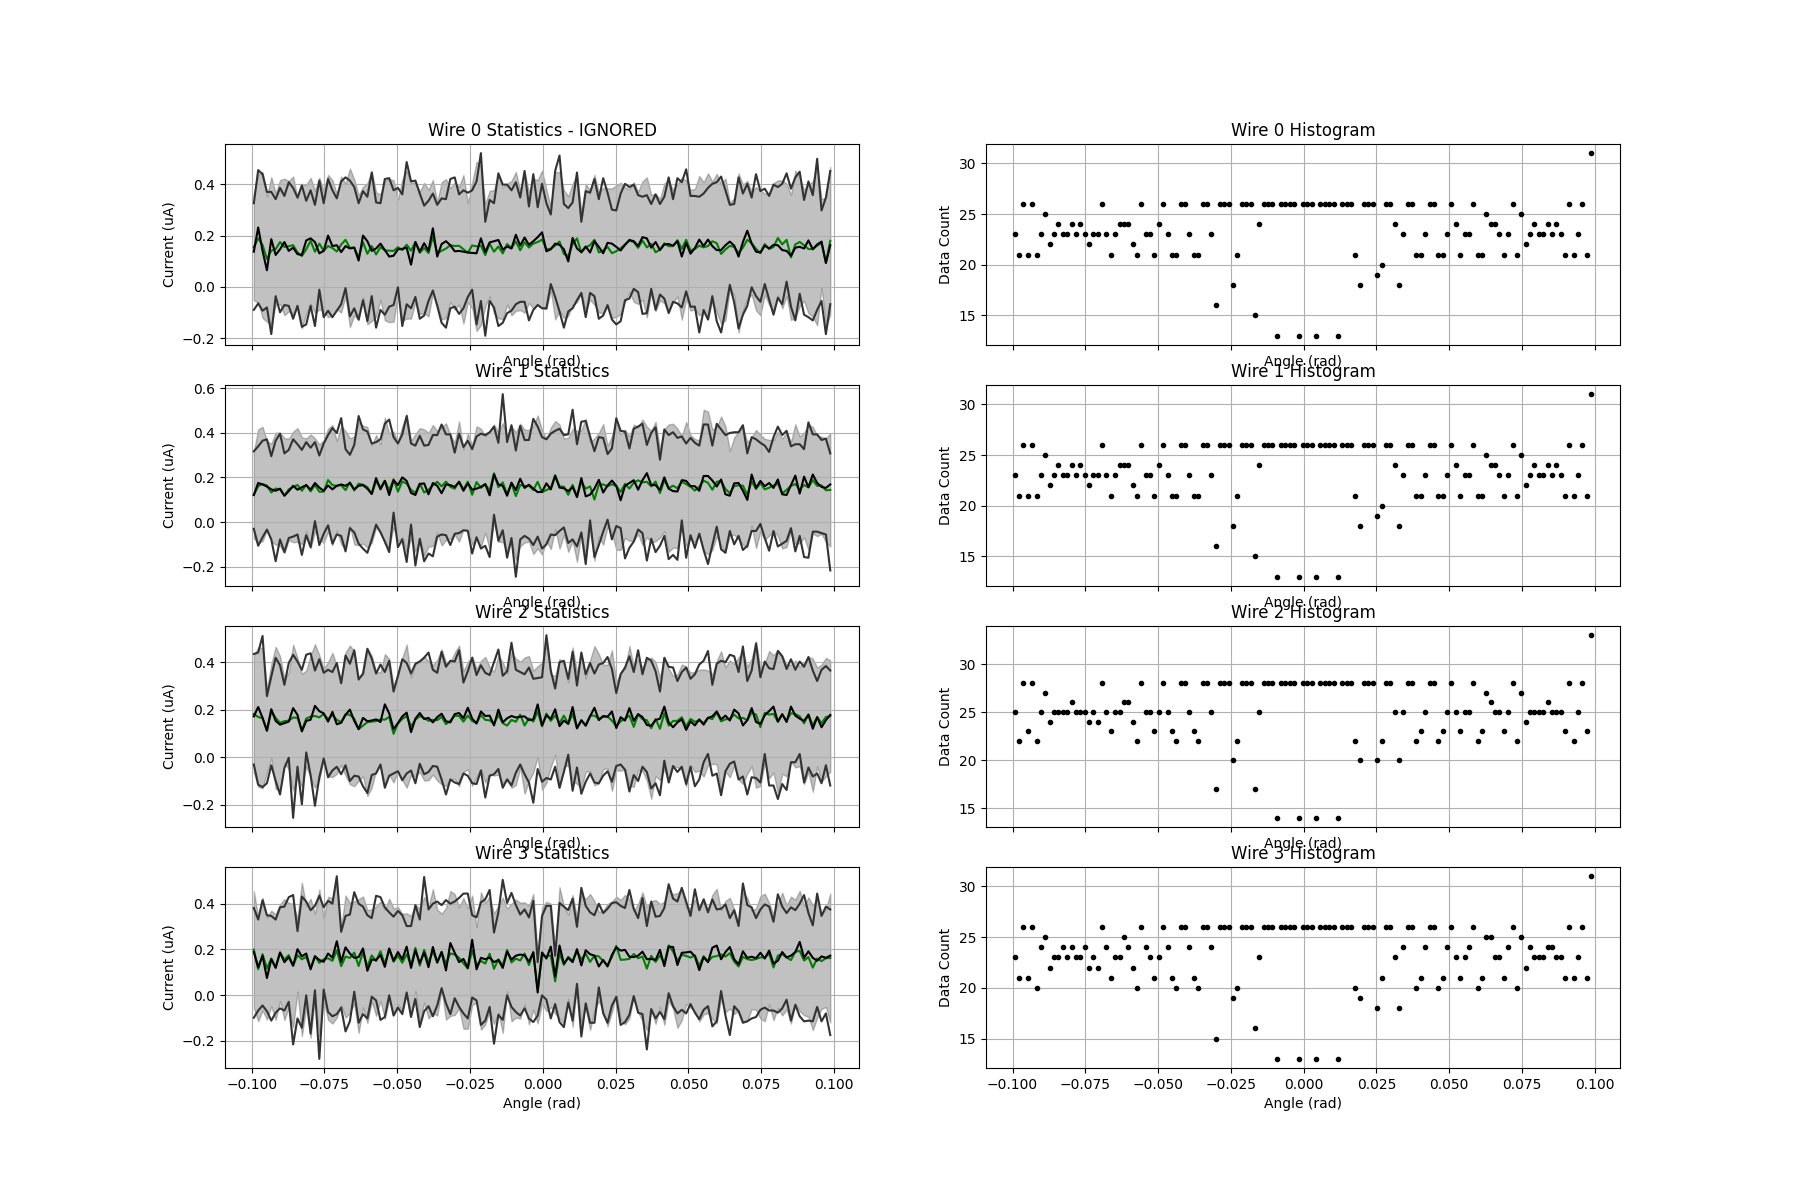 Wire 0 Statistics - IGNORED
Current (uA)
0.4
0.2
0.0
−0.2
Angle (rad)
Wire 0 Histogram
Data Count
30
25
20
15
Angle (rad)
Wire 1 Statistics
Current (uA)
0.6
0.4
0.2
0.0
−0.2
Angle (rad)
Wire 1 Histogram
Data Count
30
25
20
15
Angle (rad)
Wire 2 Statistics
Current (uA)
0.4
0.2
0.0
−0.2
Angle (rad)
Wire 2 Histogram
Data Count
30
25
20
15
Angle (rad)
Wire 3 Statistics
Current (uA)
0.4
0.2
0.0
−0.2
−0.100 −0.075 −0.050 −0.025 0.000 0.025 0.050 0.075 0.100
Angle (rad)
Wire 3 Histogram
Data Count
30
25
20
15
−0.100 −0.075 −0.050 −0.025 0.000 0.025 0.050 0.075 0.100
Angle (rad)